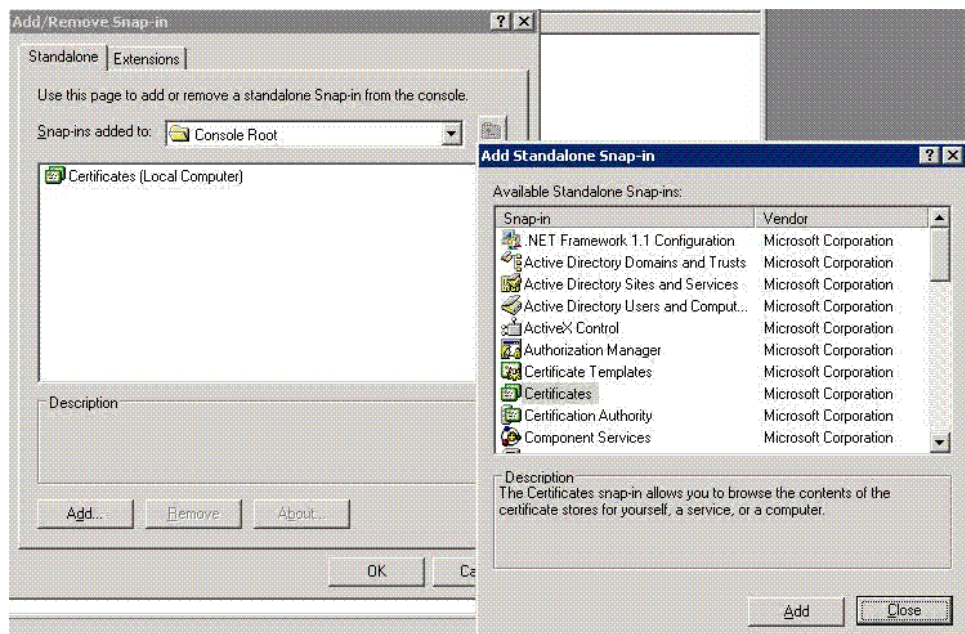 Add/Remove Snap-in
Standalone
Extensions
Use this page to add or remove a standalone Snap-in from the console.
Snap-ins added to:
Console Root
Certificates (Local Computer)
Description
Add...
Remove
About...
OK
Ca
Add Standalone Snap-in
Available Standalone Snap-ins:
Snap-in Vendor
.NET Framework 1.1 Configuration Microsoft Corporation
Active Directory Domains and Trusts Microsoft Corporation
Active Directory Sites and Services Microsoft Corporation
Active Directory Users and Comput... Microsoft Corporation
ActiveX Control Microsoft Corporation
Authorization Manager Microsoft Corporation
Certificate Templates Microsoft Corporation
Certificates Microsoft Corporation
Certification Authority Microsoft Corporation
Component Services Microsoft Corporation
Description
The Certificates snap-in allows you to browse the contents of the
certificate stores for yourself, a service, or a computer.
Add
Close